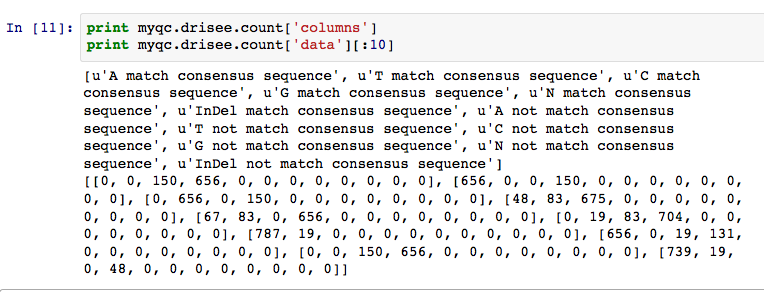 In [11]: print myqc.drisee.count['columns']
print myqc.drisee.count['data'][:10]
[u'A match consensus sequence', u'T match consensus sequence', u'C match
consensus sequence', u'G match consensus sequence', u'N match consensus
sequence', u'InDel match consensus sequence', u'A not match consensus
sequence', u'T not match consensus sequence', u'C not match consensus
sequence', u'G not match consensus sequence', u'N not match consensus
sequence', u'InDel not match consensus sequence']
[[0, 0, 150, 656, 0, 0, 0, 0, 0, 0, 0, 0], [656, 0, 0, 150, 0, 0, 0, 0, 0, 0,
0, 0], [0, 656, 0, 150, 0, 0, 0, 0, 0, 0, 0, 0], [48, 83, 675, 0, 0, 0, 0, 0,
0, 0, 0, 0], [67, 83, 0, 656, 0, 0, 0, 0, 0, 0, 0, 0], [0, 19, 83, 704, 0, 0,
0, 0, 0, 0, 0, 0], [787, 19, 0, 0, 0, 0, 0, 0, 0, 0, 0, 0], [656, 0, 19, 131,
0, 0, 0, 0, 0, 0, 0, 0], [0, 0, 150, 656, 0, 0, 0, 0, 0, 0, 0, 0], [739, 19,
0, 48, 0, 0, 0, 0, 0, 0, 0, 0]]